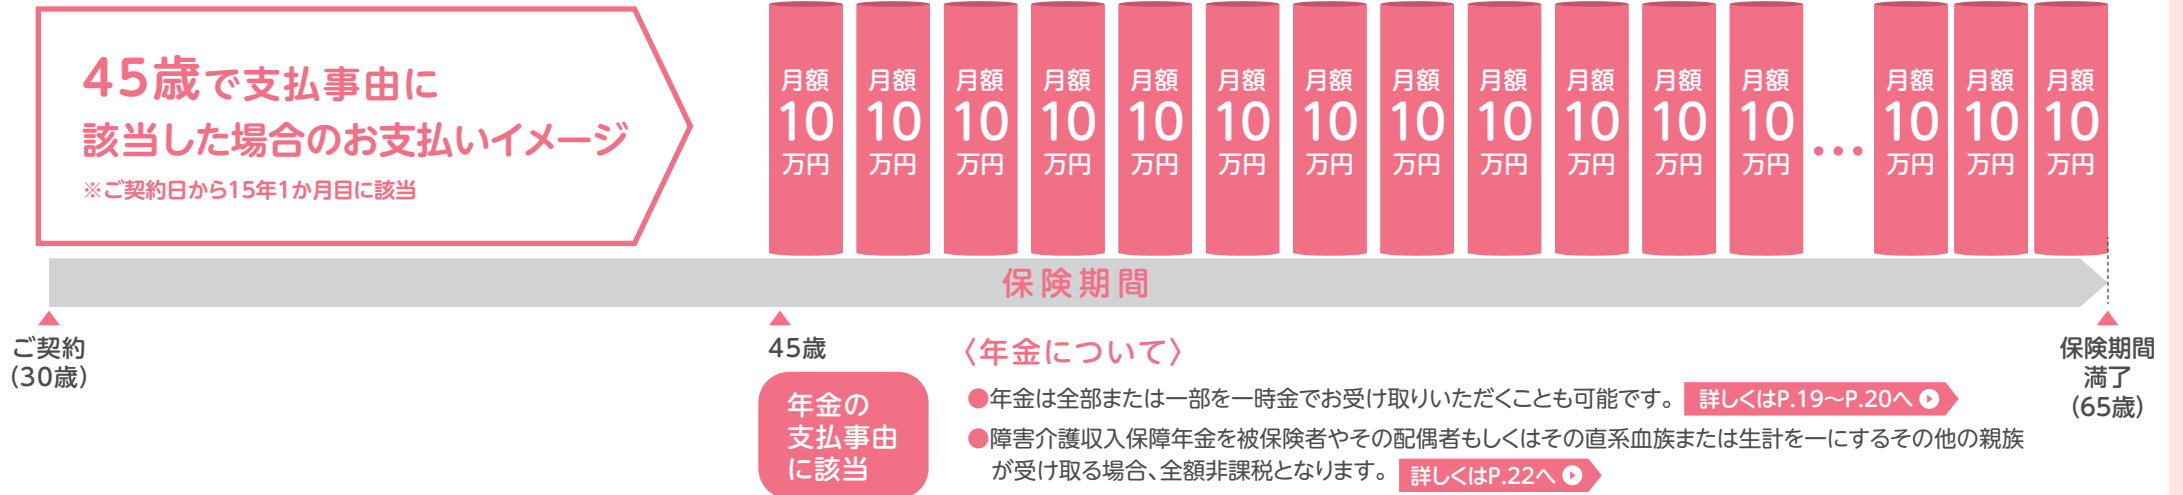 45歳で支払事由に
該当した場合のお支払いイメージ
※ご契約日から15年1か月目に該当
月額 月額 月額 月額 月額 月額 月額 月額 月額 月額 月額 月額 月額 月額 月額
10 10 10 10 10 10 10 10 10 10 10 10 … 10 10 10
万円 万円 万円 万円 万円 万円 万円 万円 万円 万円 万円 万円 万円 万円 万円
保険期間
ご契約
(30歳)
45歳
年金の
支払事由
に該当
〈年金について〉
●年金は全部または一部を一時金でお受け取りいただくことも可能です。 詳しくはP.19～P.20へ
●障害介護収入保障年金を被保険者やその配偶者もしくはその直系血族または生計を一にするその他の親族
が受け取る場合、全額非課税となります。 詳しくはP.22へ
保険期間
満了
(65歳)